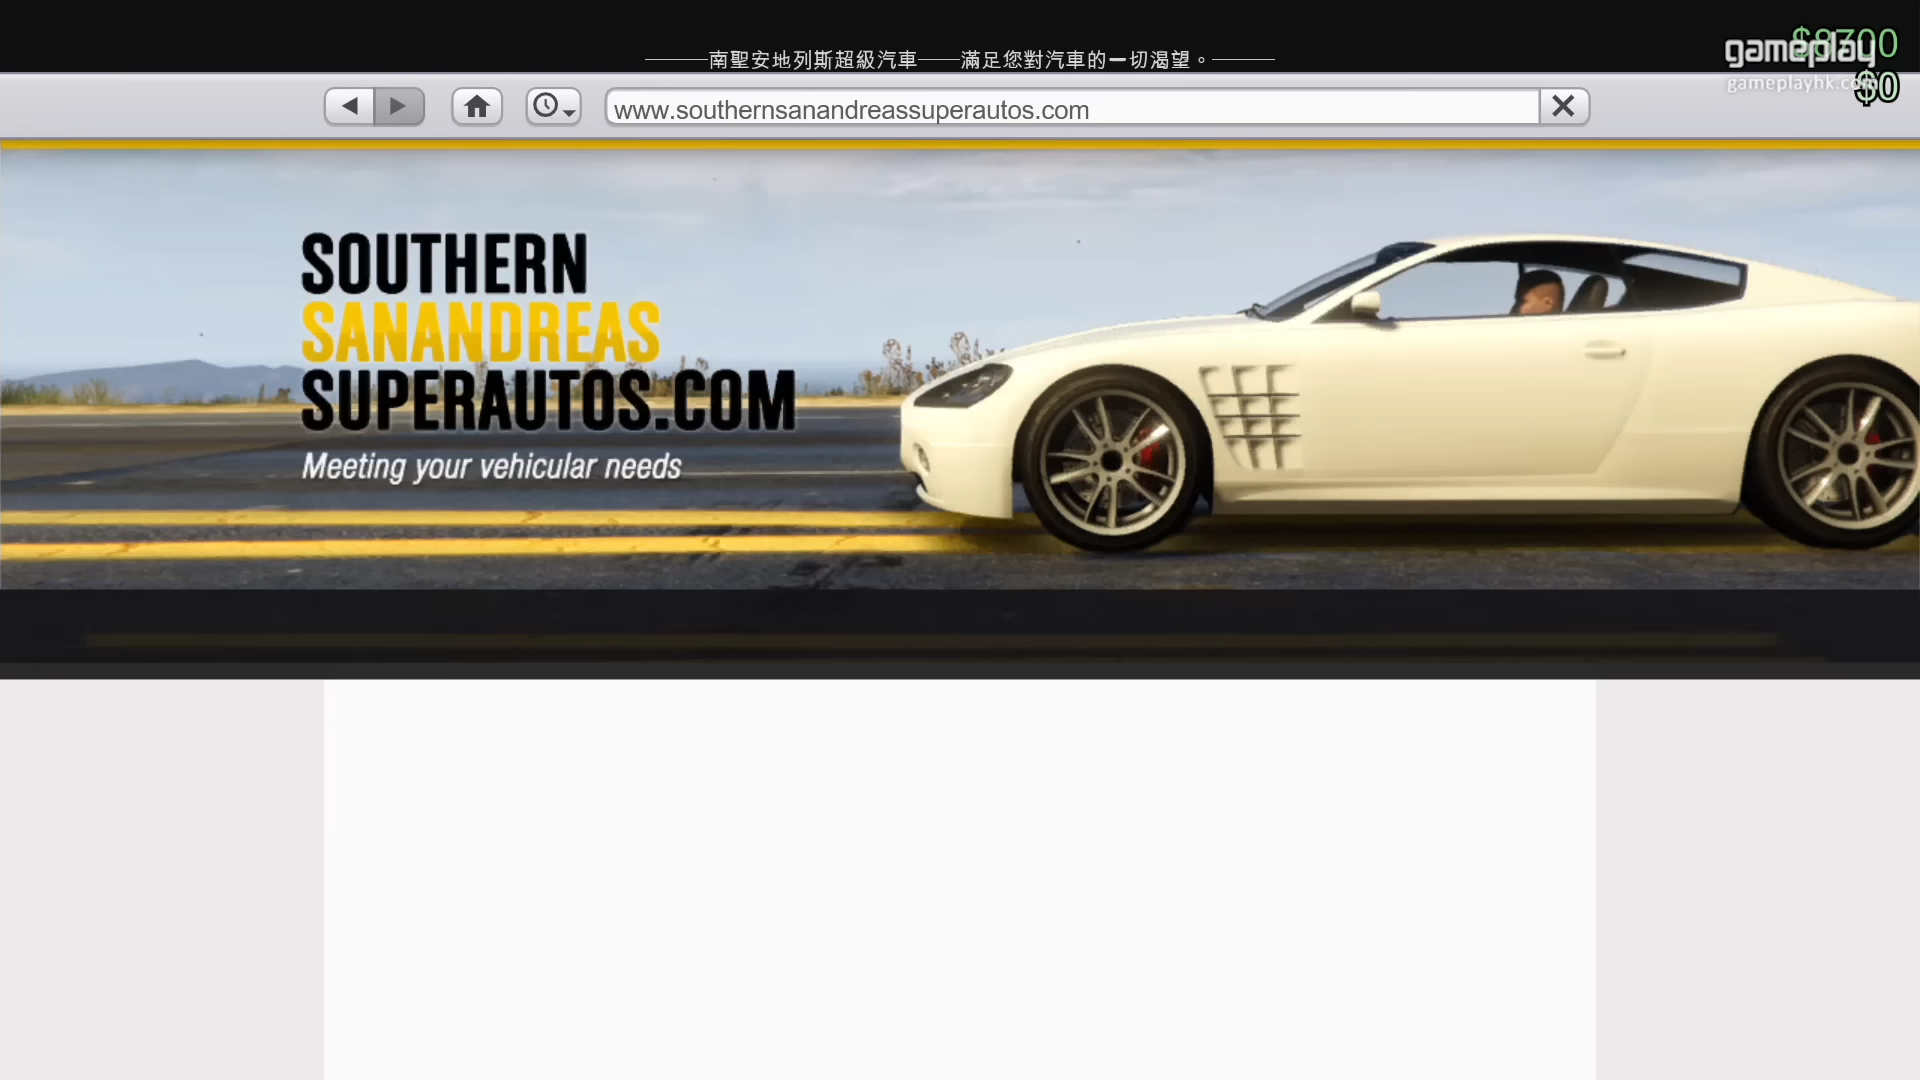 ———南聖安地列斯超級汽車——滿足您對汽車的一切渴望。———
$8700
gameplay
gameplayhk.com
$0
www.southernsanandreassuperautos.com
SOUTHERN
SANANDREAS
SUPERAUTOS.COM
Meeting your vehicular needs